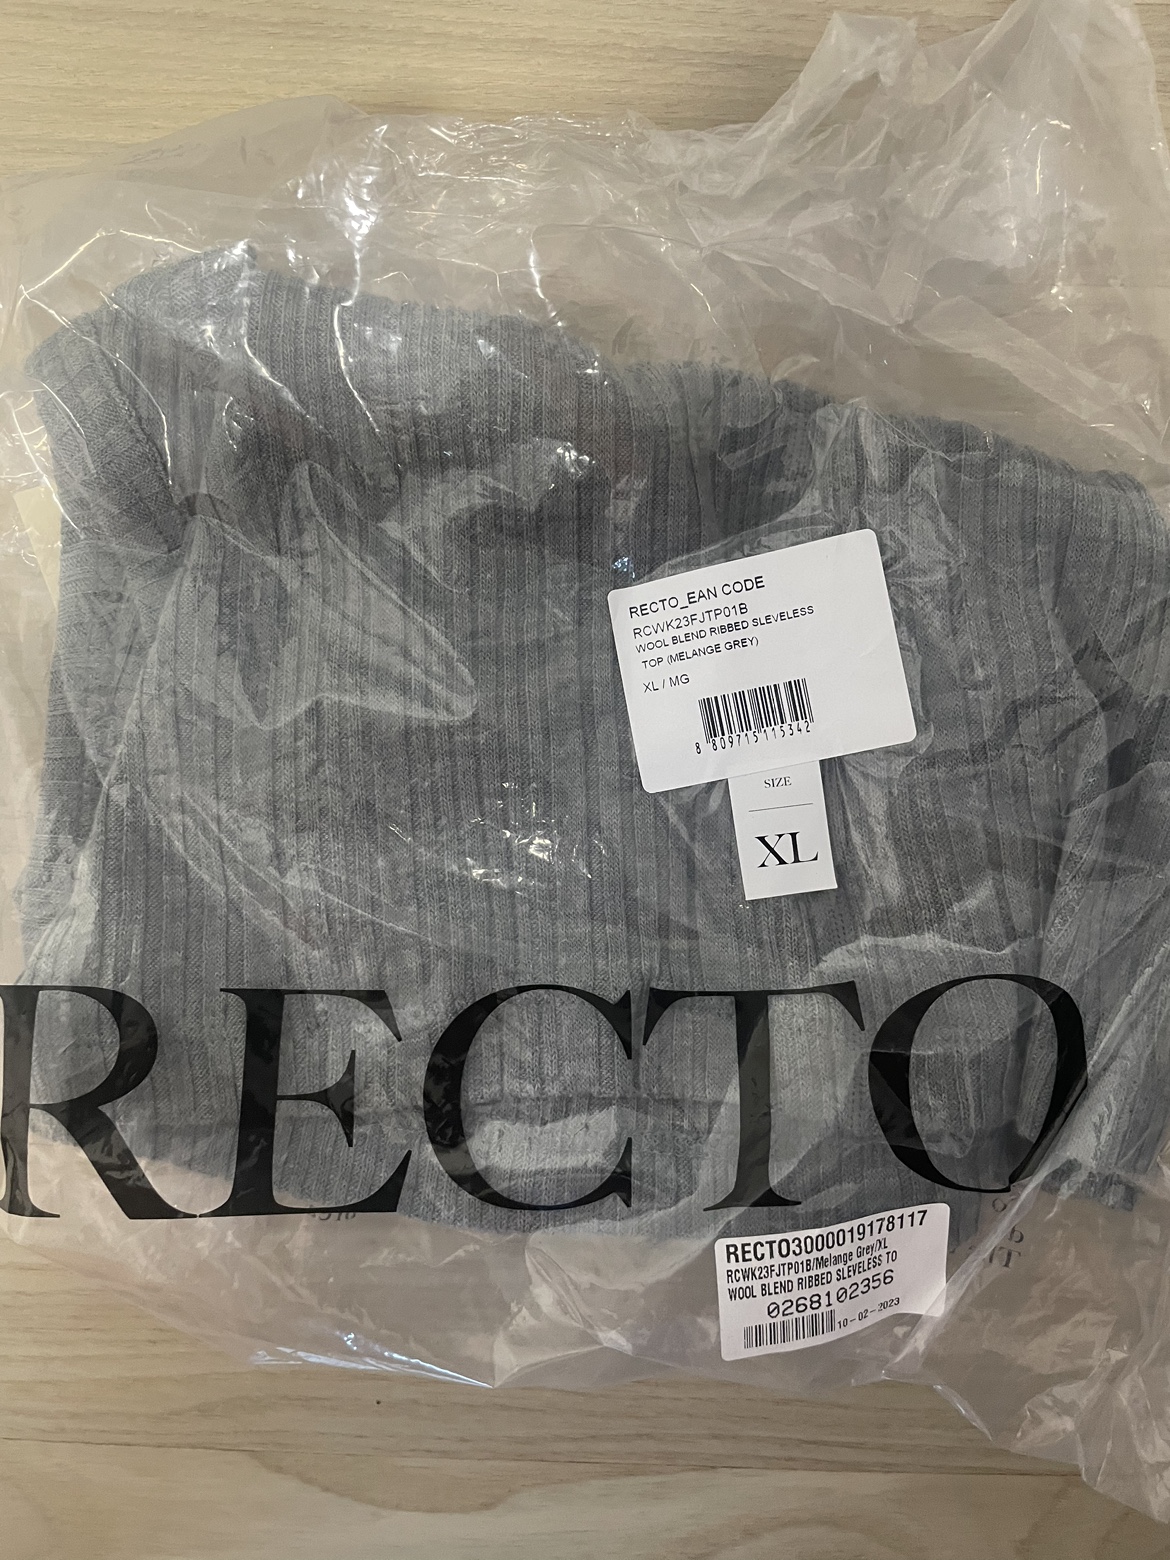 RECTO_EAN CODE
RCWK23FJTP01B
WOOL BLEND RIBBED SLEVELESS
TOP (MELANGE GREY)
XL / MG
8 809715 115342
SIZE
XL
RECTO
RECTO3000019178117
RCWK23FJTP01B/Melange Grey/XL
WOOL BLEND RIBBED SLEVELESS TO
0268102356
10-02-2023